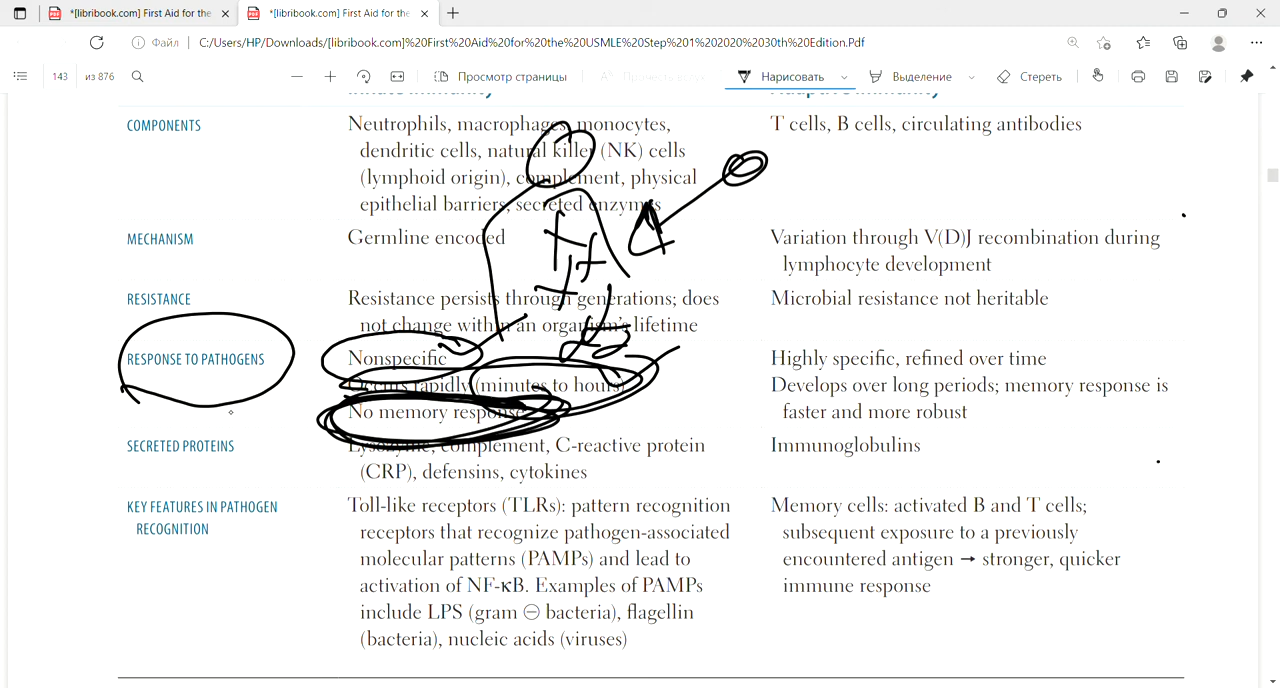 *[libribook.com] First Aid for the
*[libribook.com] First Aid for the
Файл
C:/Users/HP/Downloads/[libribook.com]%20First%20Aid%20for%20the%20USMLE%20Step%201%202020%2030th%20Edition.Pdf
143 из 876
Просмотр страницы
Прочесть вслух
Нарисовать
Выделение
Стереть
COMPONENTS
Neutrophils, macrophages, monocytes,
dendritic cells, natural killer (NK) cells
(lymphoid origin), complement, physical
epithelial barriers, secreted enzymes
T cells, B cells, circulating antibodies
MECHANISM
Germline encoded
Variation through V(D)J recombination during
lymphocyte development
RESISTANCE
Resistance persists through generations; does
not change within an organism's lifetime
Microbial resistance not heritable
RESPONSE TO PATHOGENS
Nonspecific
Occurs rapidly (minutes to hours)
No memory response
Highly specific, refined over time
Develops over long periods; memory response is
faster and more robust
SECRETED PROTEINS
Lysozyme, complement, C-reactive protein
(CRP), defensins, cytokines
Immunoglobulins
KEY FEATURES IN PATHOGEN
RECOGNITION
Toll-like receptors (TLRs): pattern recognition
receptors that recognize pathogen-associated
molecular patterns (PAMPs) and lead to
activation of NF-κB. Examples of PAMPs
include LPS (gram ⊖ bacteria), flagellin
(bacteria), nucleic acids (viruses)
Memory cells: activated B and T cells;
subsequent exposure to a previously
encountered antigen → stronger, quicker
immune response